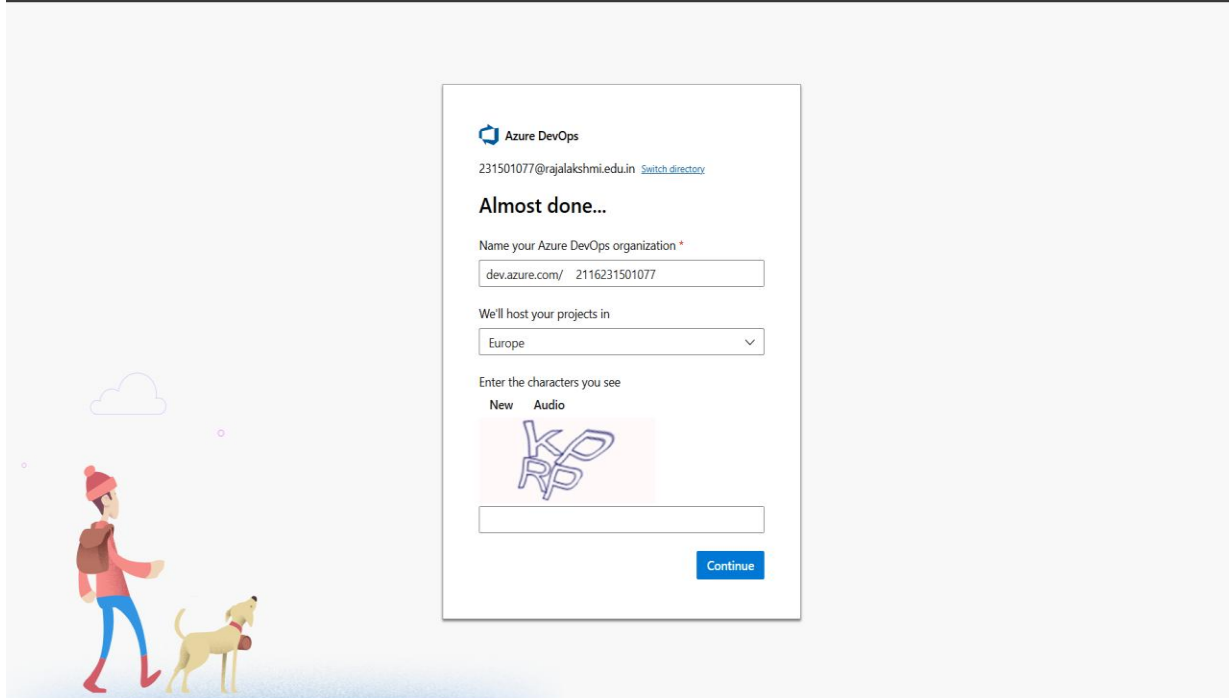 Azure DevOps
231501077@rajalakshmi.edu.in Switch directory
Almost done...
Name your Azure DevOps organization *
dev.azure.com/ 2116231501077
We'll host your projects in
Europe
Enter the characters you see
New Audio
Continue